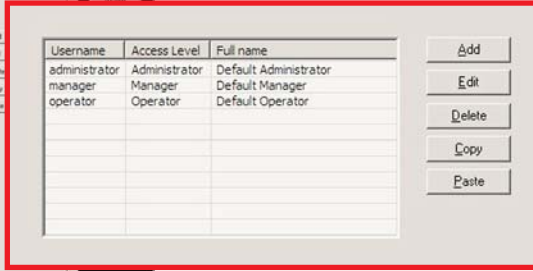 Username Access Level Full name
administrator Administrator Default Administrator
manager Manager Default Manager
operator Operator Default Operator
Add
Edit
Delete
Copy
Paste